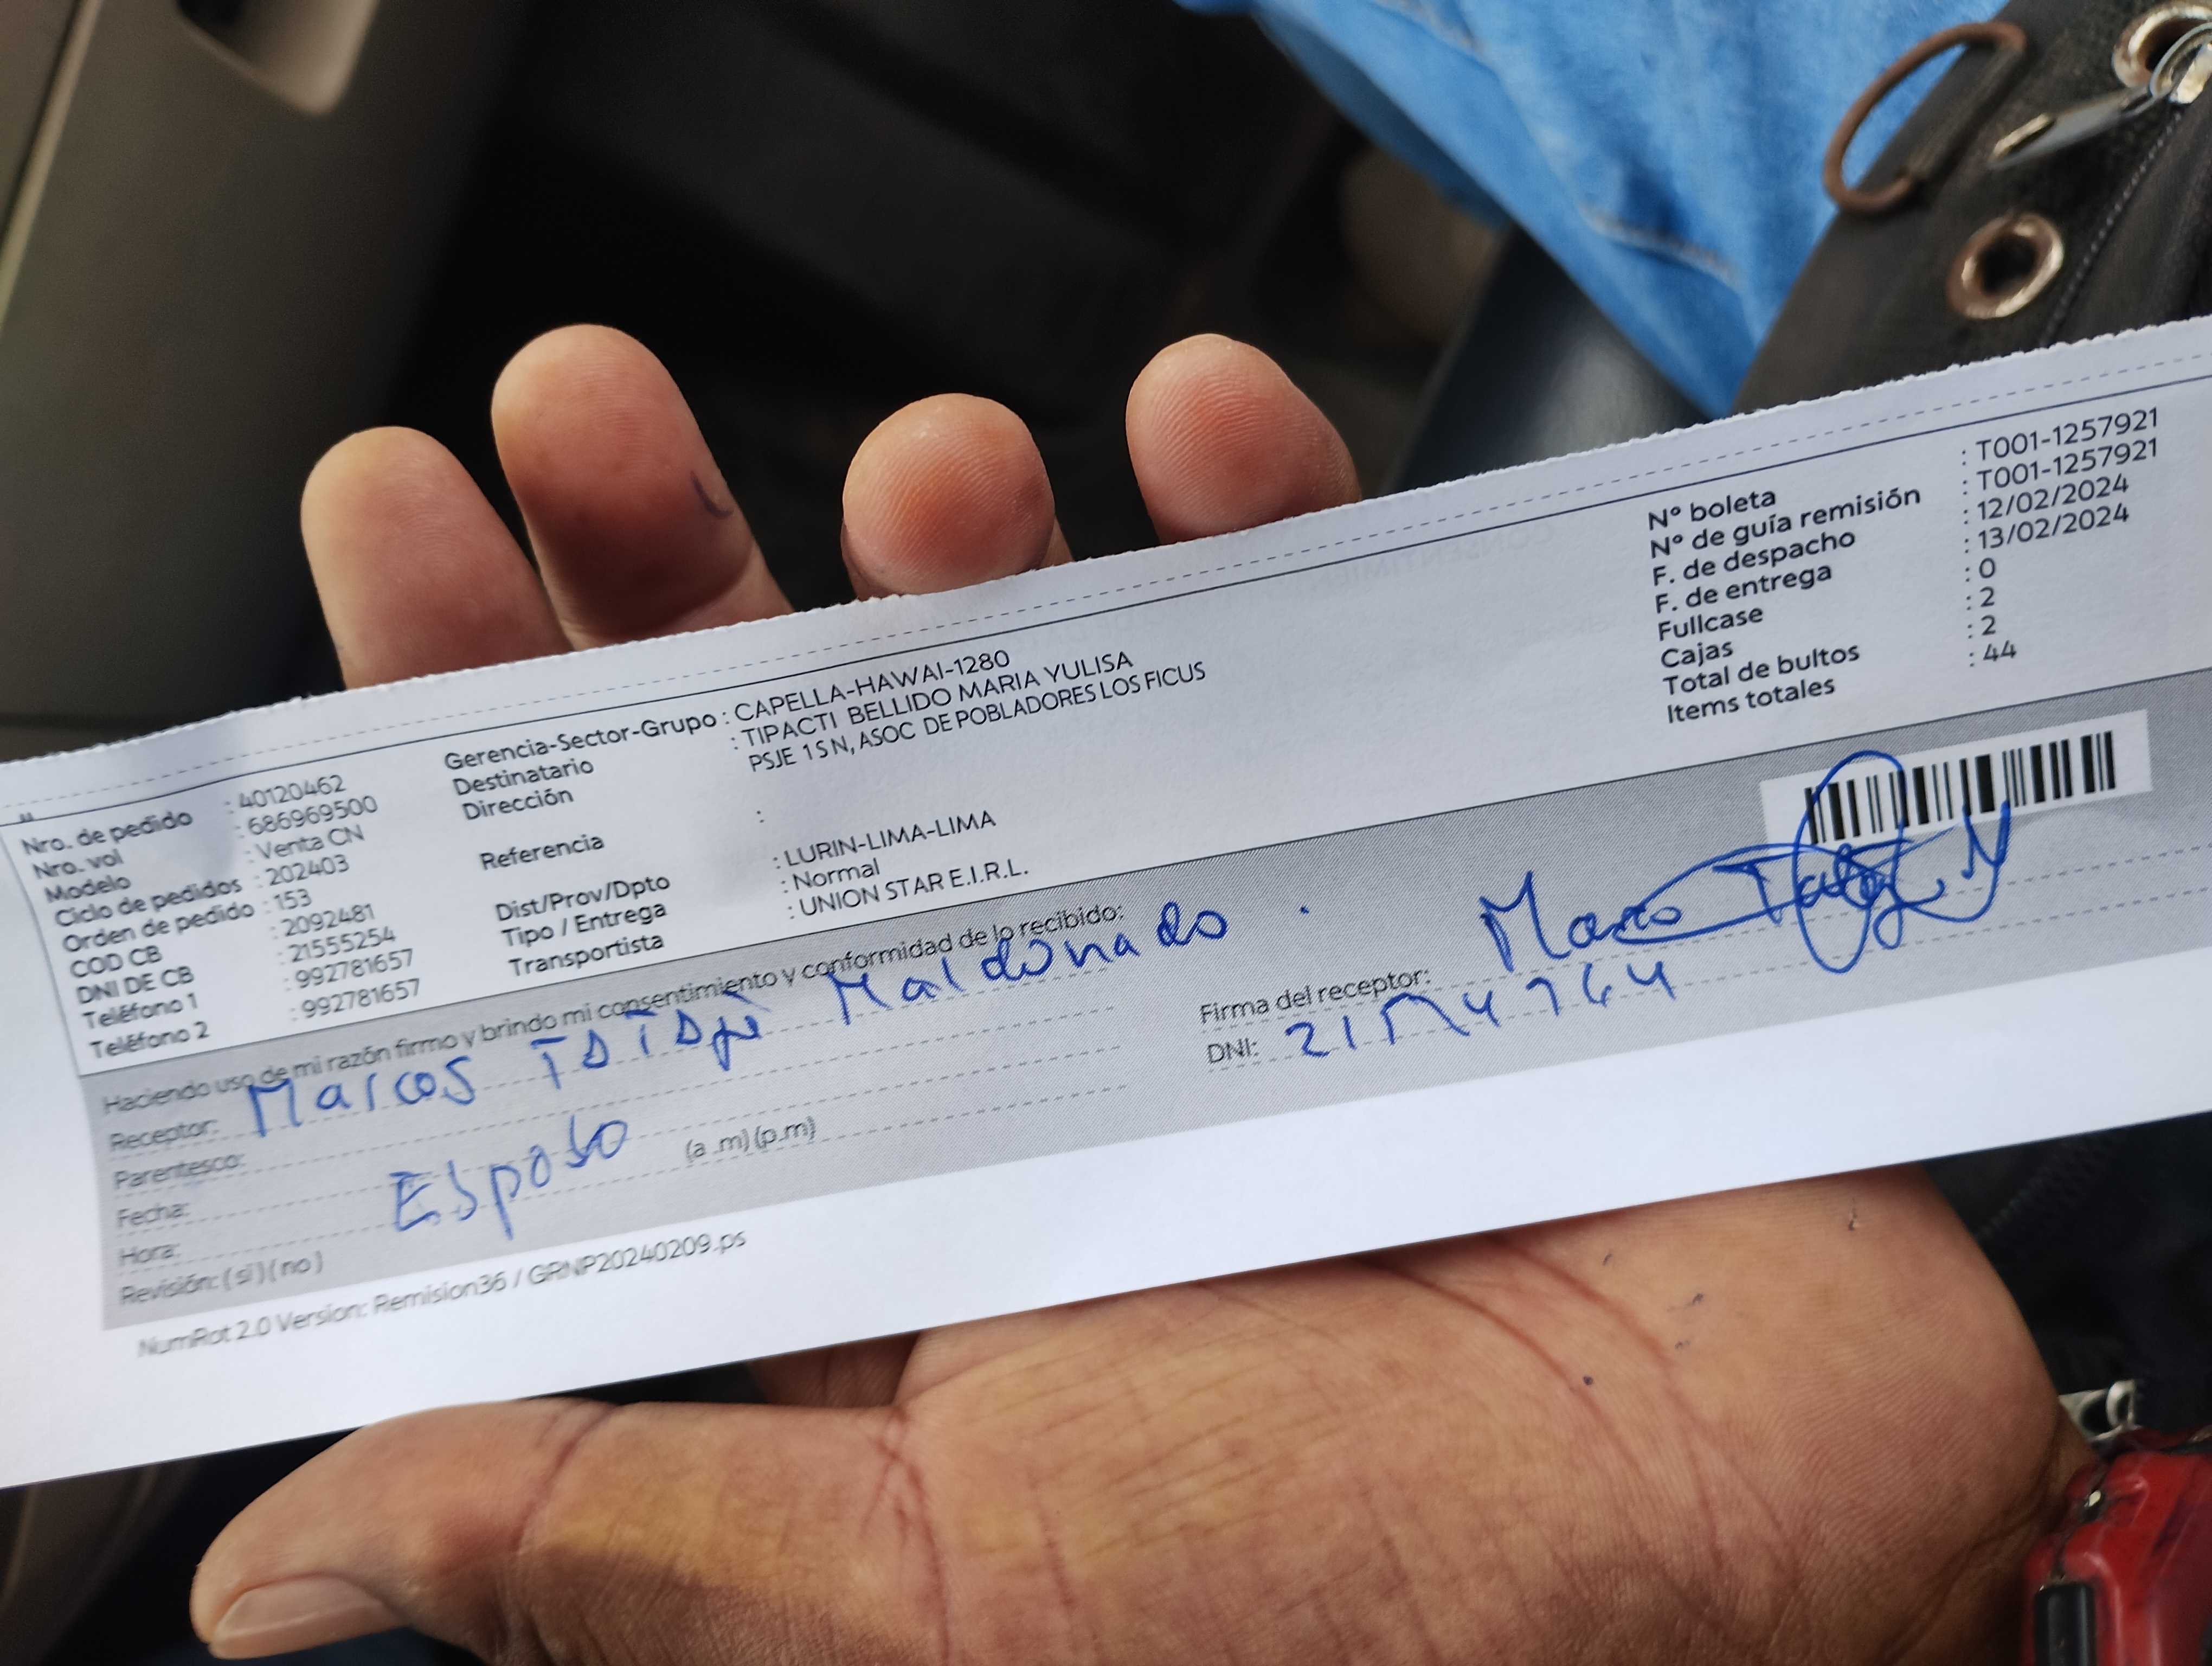 Nro. de pedido : 40120462
Nro. vol : 686969500
Modelo : Venta CN
Ciclo de pedidos : 202403
Orden de pedido : 153
COD CB : 2092481
DNI DE CB : 21555254
Teléfono 1 : 992781657
Teléfono 2 : 992781657
Gerencia-Sector-Grupo : CAPELLA-HAWAI-1280
Destinatario : TIPACTI BELLIDO MARIA YULISA
Dirección PSJE 1 S N, ASOC DE POBLADORES LOS FICUS
Referencia :
Dist/Prov/Dpto : LURIN-LIMA-LIMA
Tipo / Entrega : Normal
Transportista : UNION STAR E.I.R.L.
N° boleta : T001-1257921
N° de guía remisión : T001-1257921
F. de despacho : 12/02/2024
F. de entrega : 13/02/2024
Fullcase : 0
Cajas : 2
Total de bultos : 2
Items totales : 44
Haciendo uso de mi razón firmo y brindo mi consentimiento y conformidad de lo recibido:
Receptor: Marcos Maldonado
Parentesco: Esposo
Fecha:
Hora: (a .m) (p.m)
Revisión: ( si ) ( no )
Firma del receptor:
DNI:
NumRot 2.0 Version: Remision36 / GRNP20240209.ps